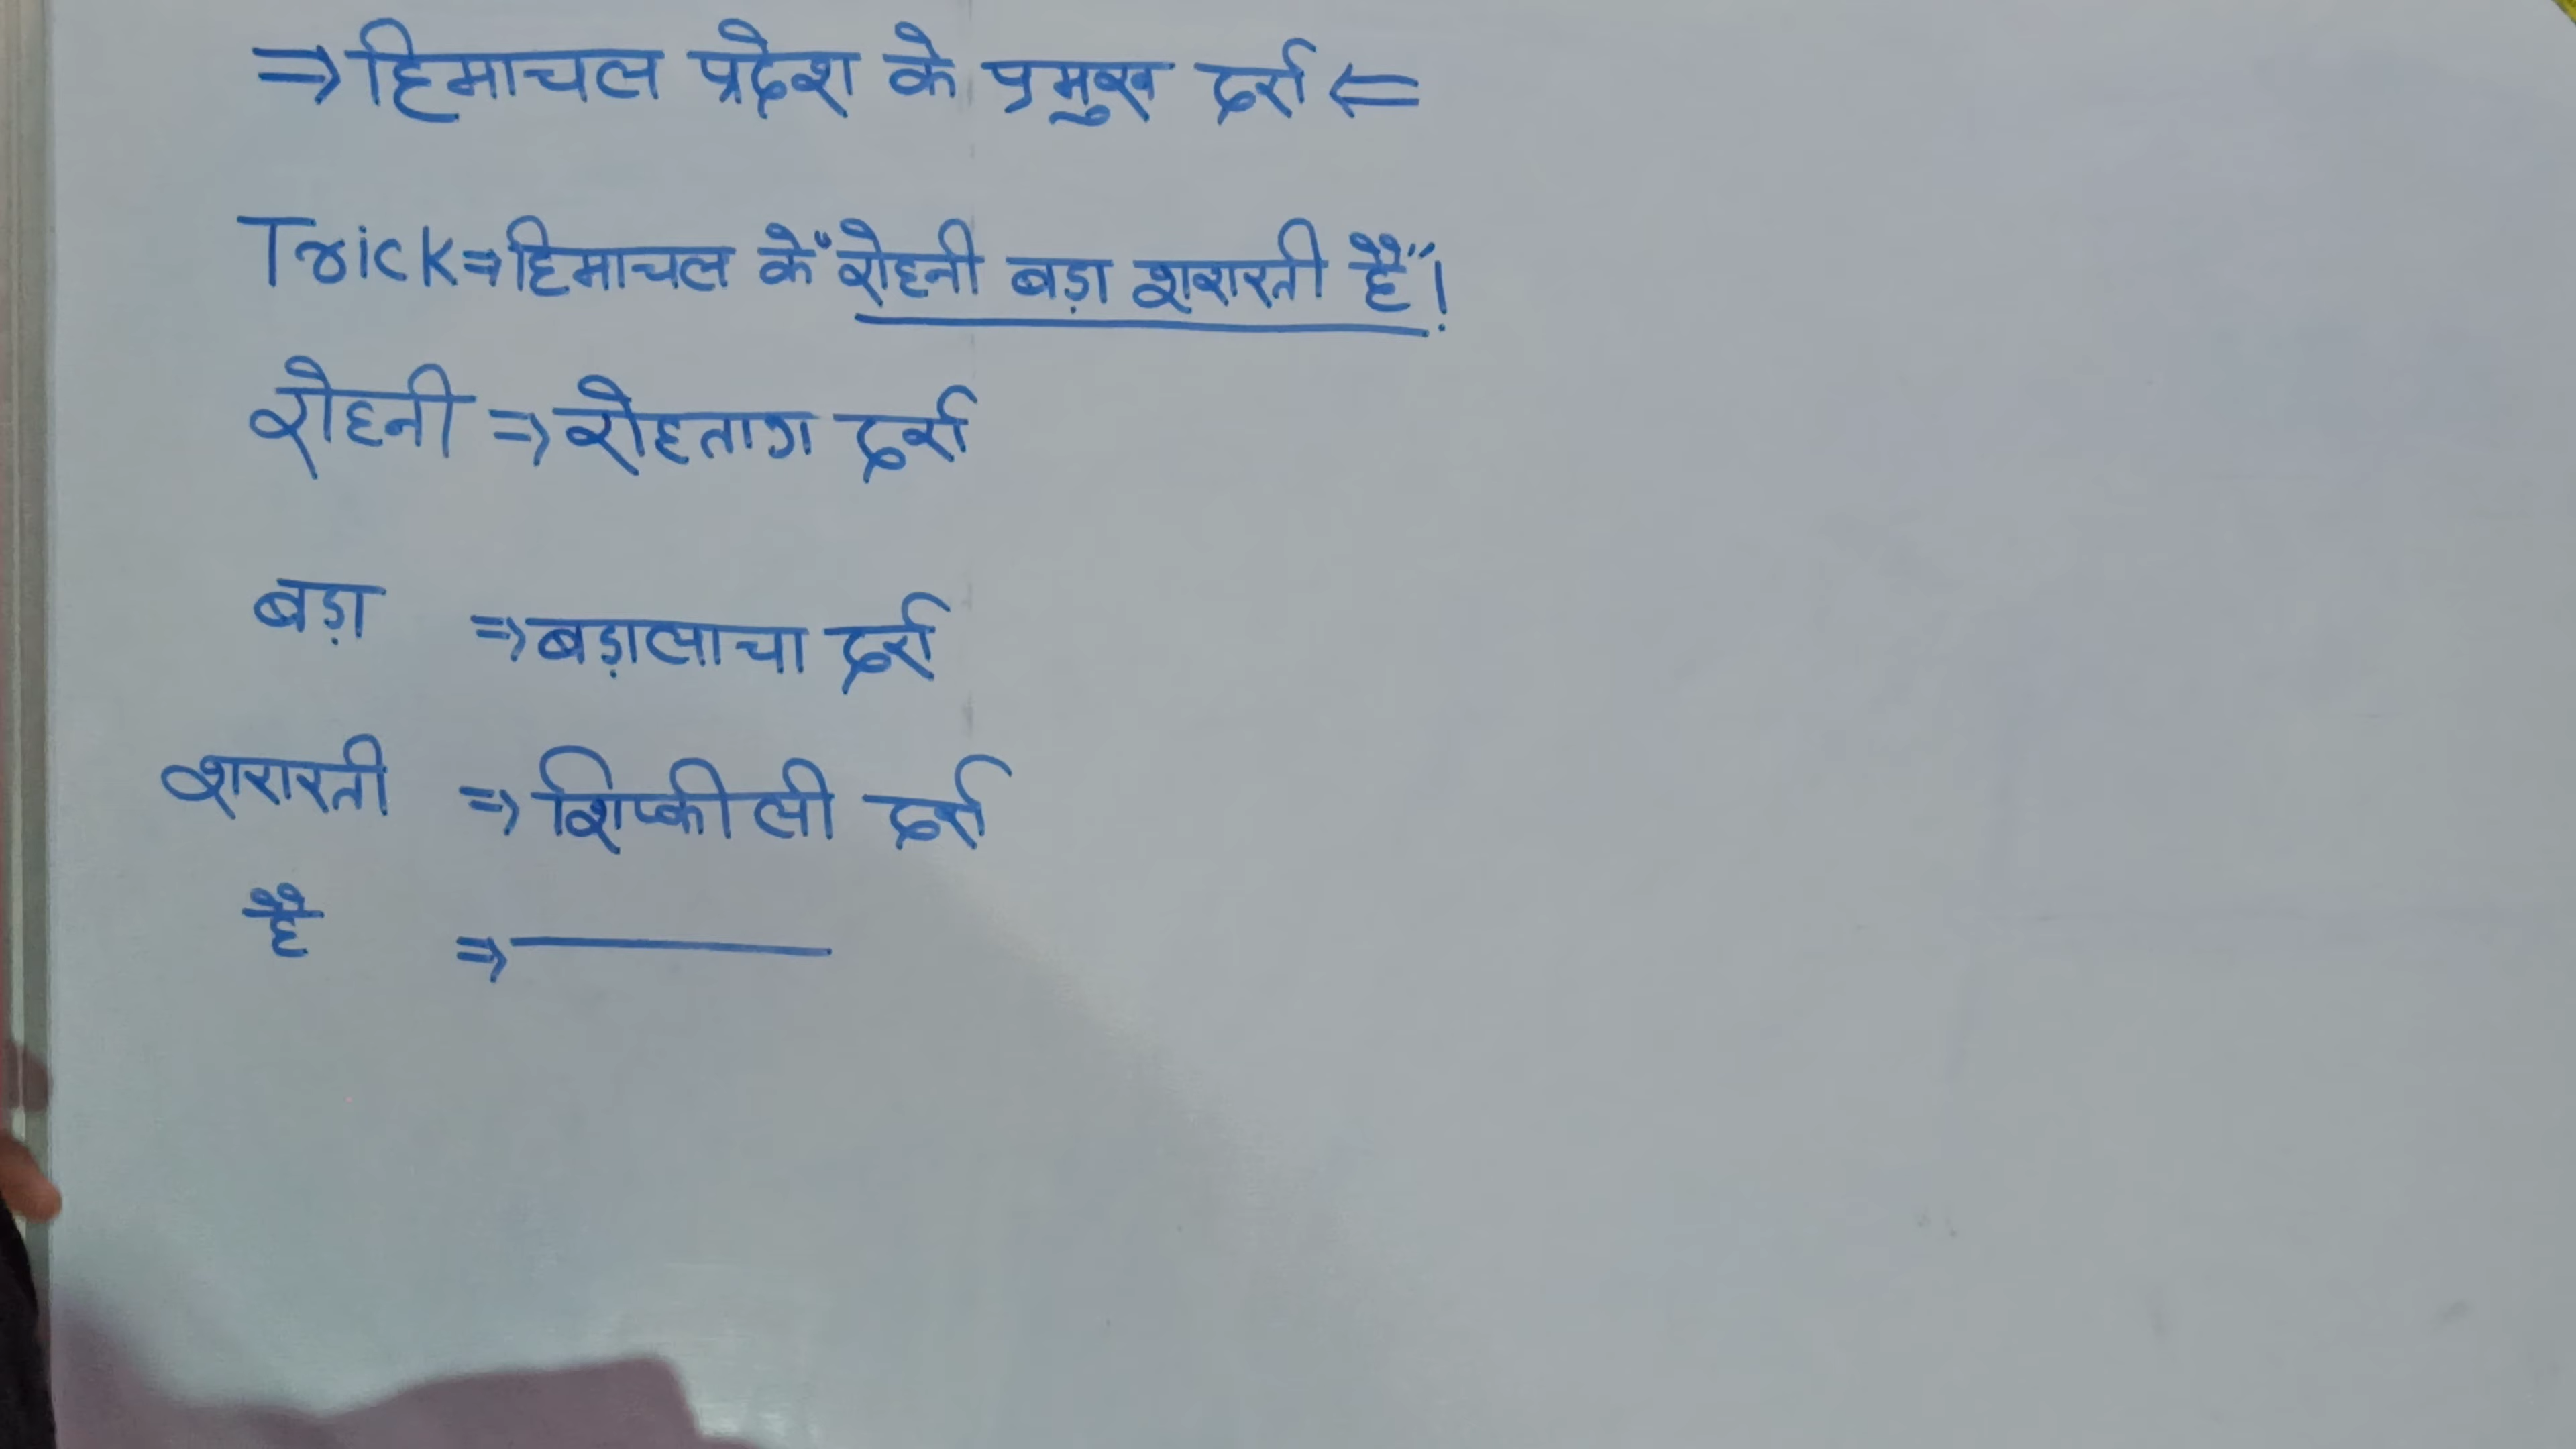 ⇒ हिमाचल प्रदेश के प्रमुख दर्रा ⇐
Trick ⇒ हिमाचल के "रोहनी बड़ा शरारती है"!
रोहनी ⇒ रोहताग दर्रा
बड़ा ⇒ बड़ालाचा दर्रा
शरारती ⇒ शिप्कीली दर्रा
है ⇒ ———